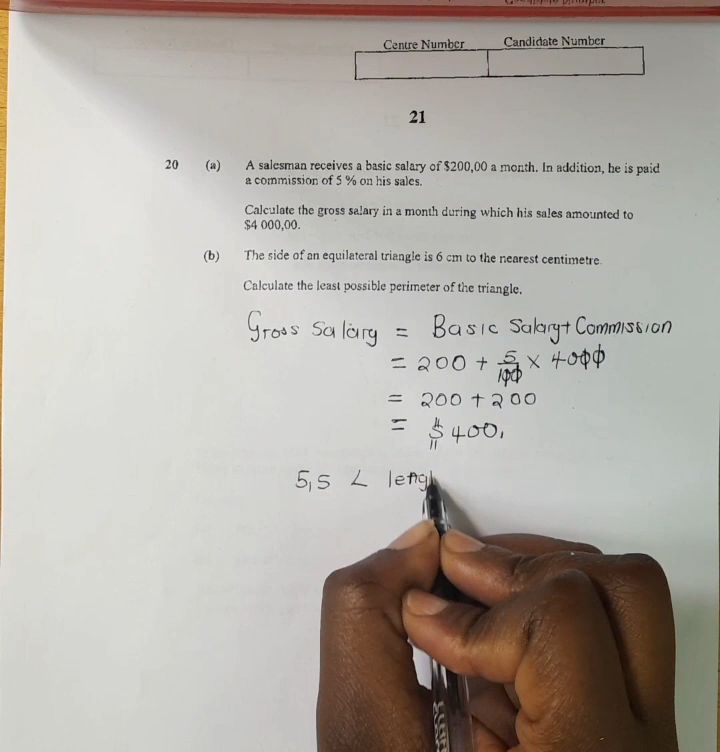 Centre Number Candidate Number
21
20 (a) A salesman receives a basic salary of $200,00 a month. In addition, he is paid
a commission of 5 % on his sales.
Calculate the gross salary in a month during which his sales amounted to
$4 000,00.
(b) The side of an equilateral triangle is 6 cm to the nearest centimetre.
Calculate the least possible perimeter of the triangle.
Gross Salary = Basic Salary + Commission
= 200 + 5/100 × 4000
= 200 + 200
= $400,
5,5 < leng